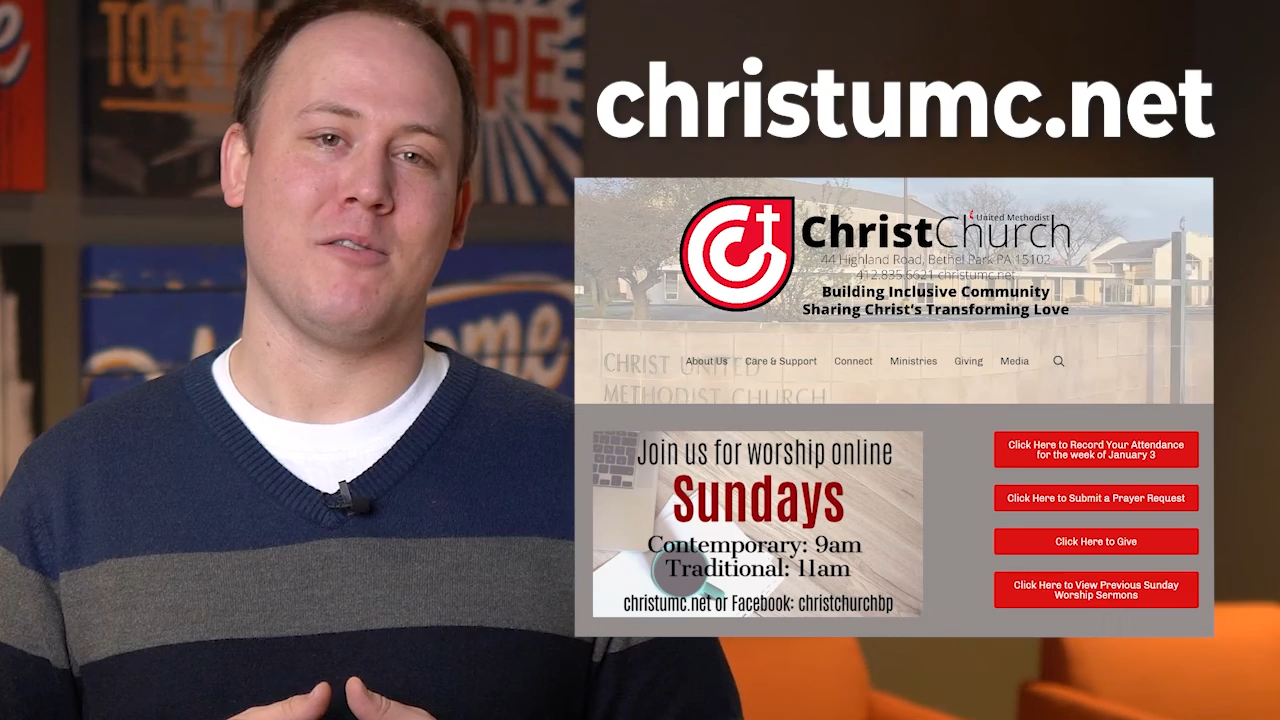 TOGE
OPE
christumc.net
United Methodist
ChristChurch
44 Highland Road, Bethel Park PA 15102
412.835.6621 christumc.net
Building Inclusive Community
Sharing Christ's Transforming Love
About Us Care & Support Connect Ministries Giving Media
CHRIST UNITED
METHODIST CHURCH
Join us for worship online
Sundays
Contemporary: 9am
Traditional: 11am
christumc.net or Facebook: christchurchbp
Click Here to Record Your Attendance
for the week of January 3
Click Here to Submit a Prayer Request
Click Here to Give
Click Here to View Previous Sunday
Worship Sermons